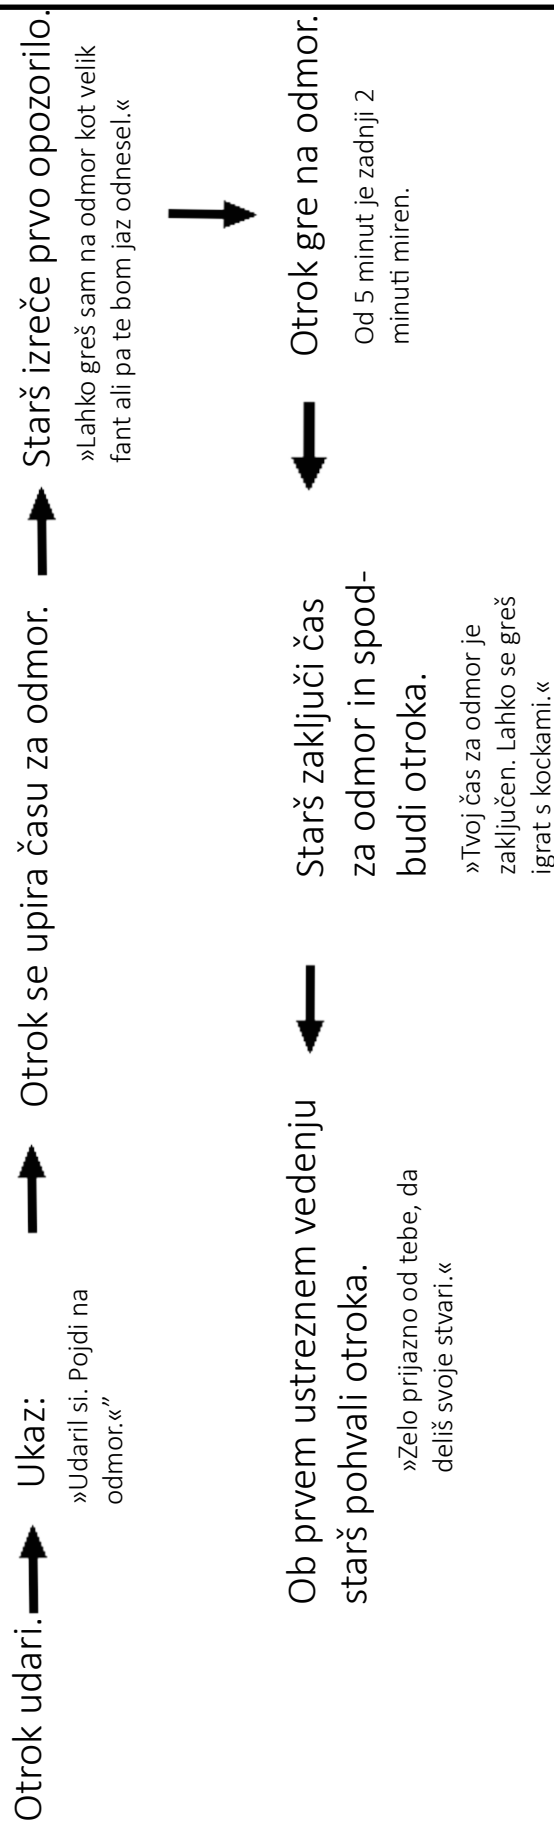 Otrok udari.
Ukaz:
»Udaril si. Pojdi na
odmor.«”
Otrok se upira času za odmor.
Starš izreče prvo opozorilo.
»Lahko greš sam na odmor kot velik
fant ali pa te bom jaz odnesel.«
Otrok gre na odmor.
Od 5 minut je zadnji 2
minuti miren.
Starš zaključi čas
za odmor in spod-
budi otroka.
»Tvoj čas za odmor je
zaključen. Lahko se greš
igrat s kockami.«
Ob prvem ustreznem vedenju
starš pohvali otroka.
»Zelo prijazno od tebe, da
deliš svoje stvari.«